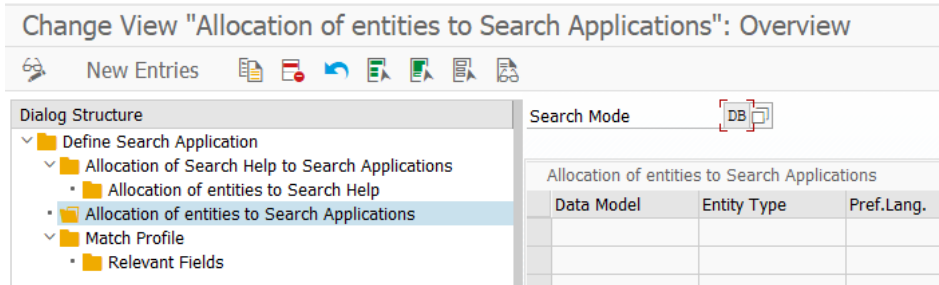 Change View "Allocation of entities to Search Applications": Overview
New Entries
Dialog Structure
Define Search Application
Allocation of Search Help to Search Applications
Allocation of entities to Search Help
Allocation of entities to Search Applications
Match Profile
Relevant Fields
Search Mode DB
Allocation of entities to Search Applications
Data Model Entity Type Pref.Lang.